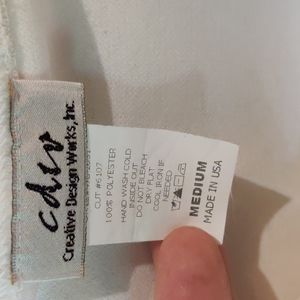 cdw
Creative Design Works, Inc.
CUT #6107
100% POLYESTER
HAND WASH COLD
INSIDE OUT
DO NOT BLEACH
DRY FLAT
COOL IRON IF
NEEDED
MEDIUM
MADE IN USA